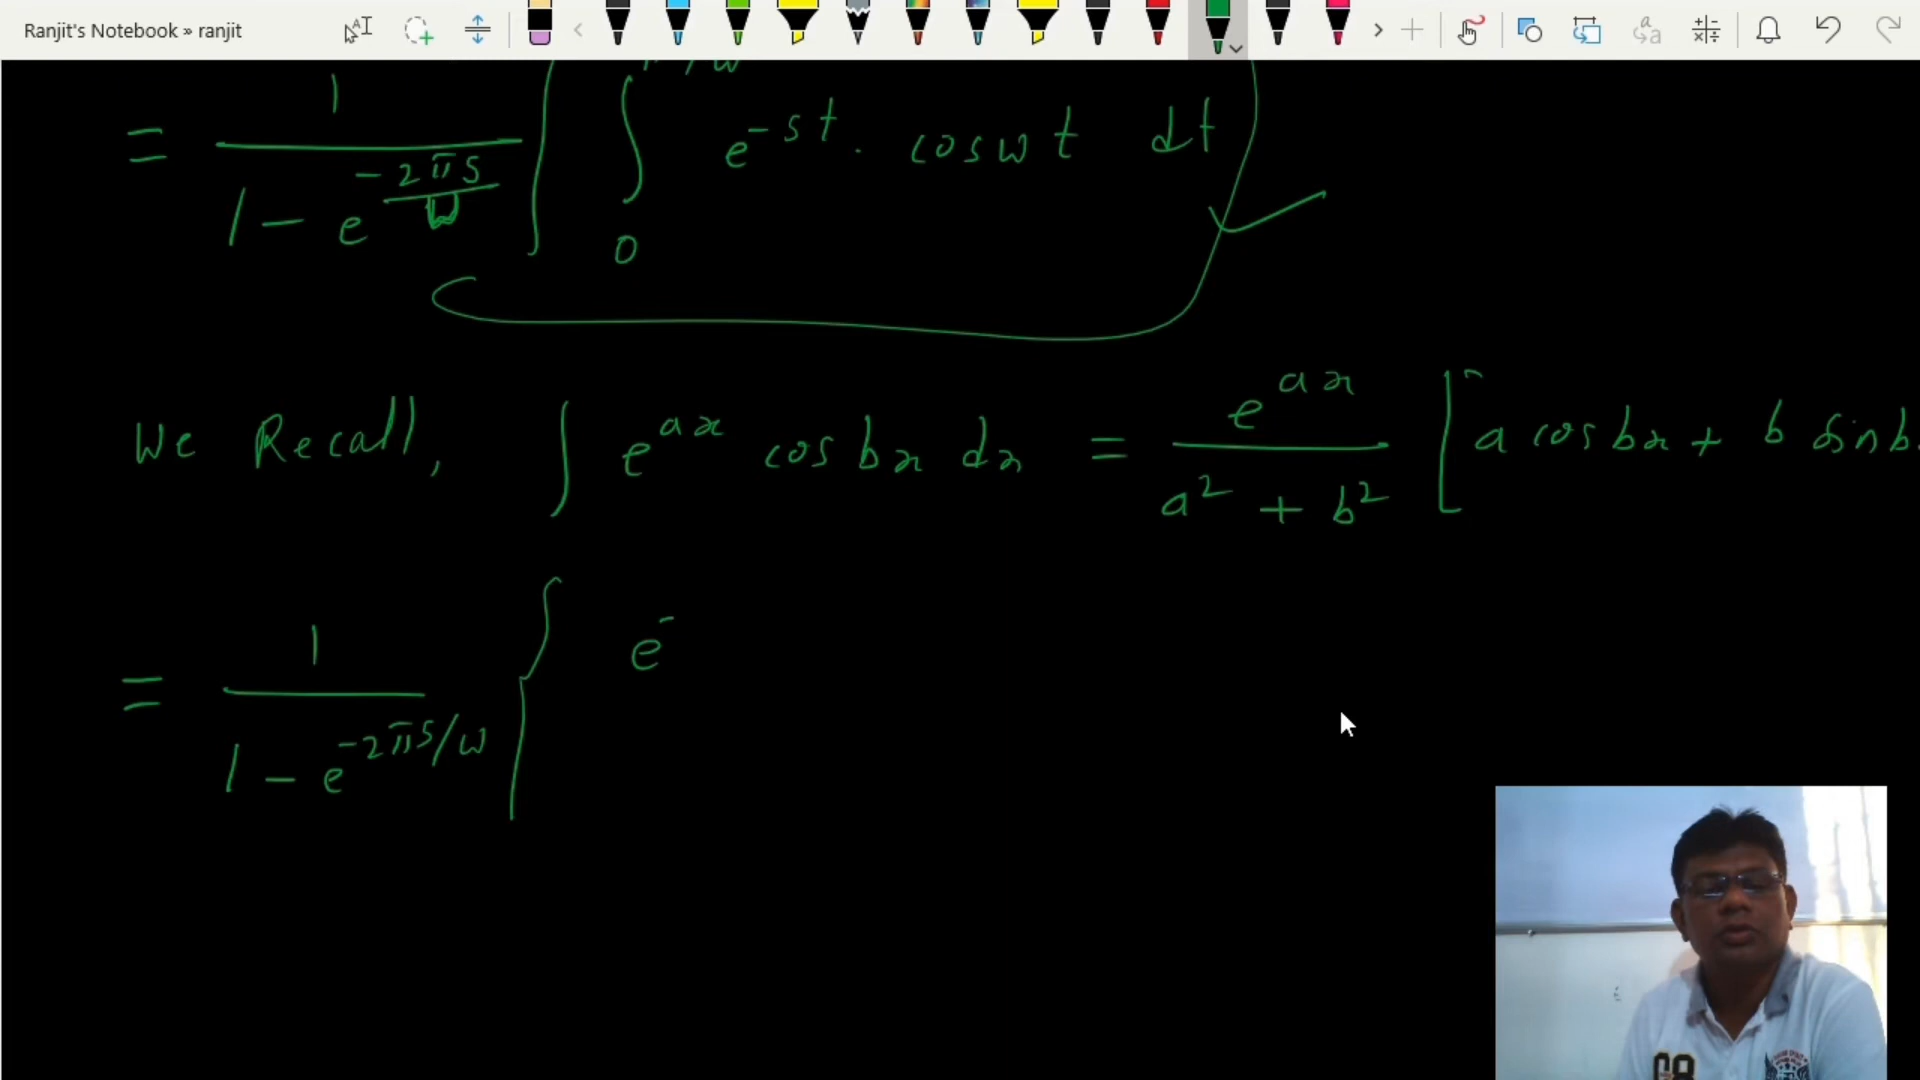 Ranjit's Notebook » ranjit
= 1 / (1 - e^(-2πs/w)) { ∫ 0 π/w e^-st . cos wt dt
We Recall, ∫ e^ax cos bx dx = e^ax / (a² + b²) [ a cos bx + b sin b
= 1 / (1 - e^(-2πs/w)) { e^-